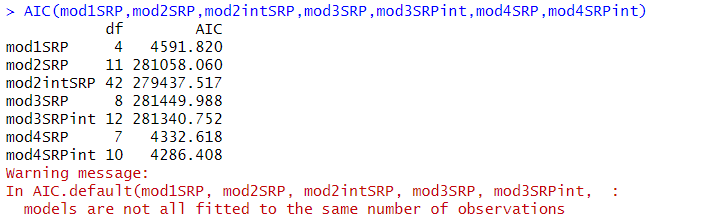 > AIC(mod1SRP,mod2SRP,mod2intSRP,mod3SRP,mod3SRPint,mod4SRP,mod4SRPint)
df AIC
mod1SRP 4 4591.820
mod2SRP 11 281058.060
mod2intSRP 42 279437.517
mod3SRP 8 281449.988
mod3SRPint 12 281340.752
mod4SRP 7 4332.618
mod4SRPint 10 4286.408
Warning message:
In AIC.default(mod1SRP, mod2SRP, mod2intSRP, mod3SRP, mod3SRPint, :
models are not all fitted to the same number of observations